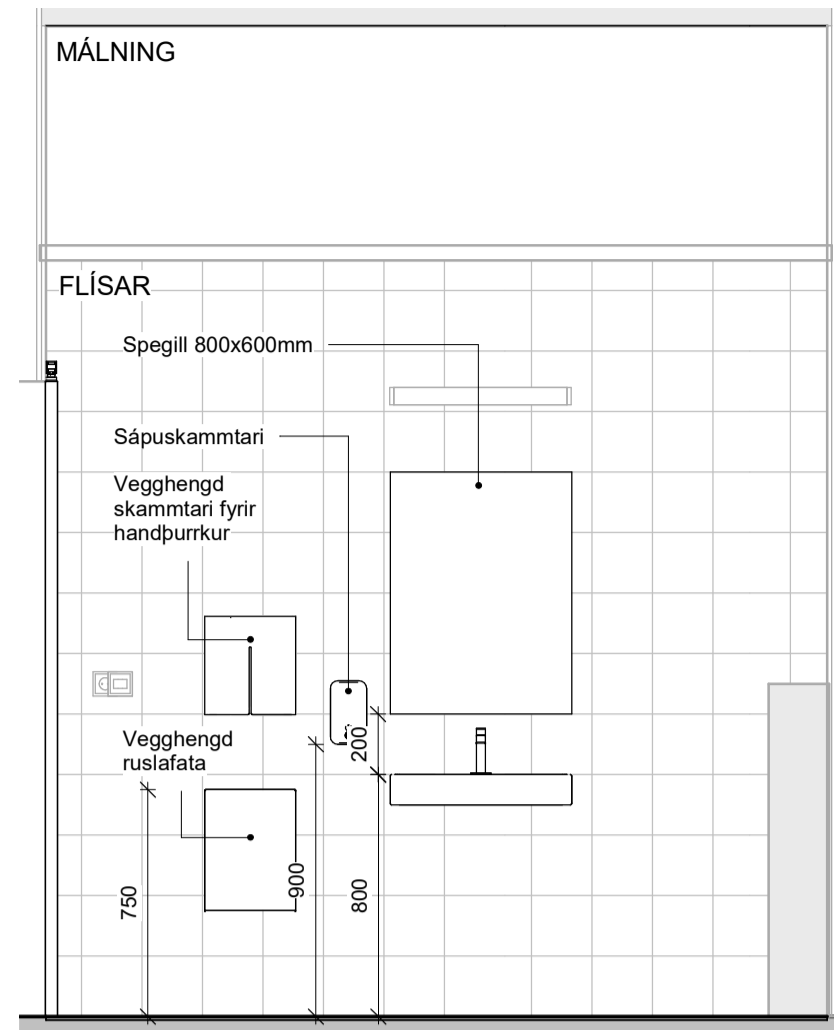 MÁLNING
FLÍSAR
Spegill 800x600mm
Sápuskammtari
Vegghengd
skammtari fyrir
handþurrkur
Vegghengd
ruslafata
200
750
900
800